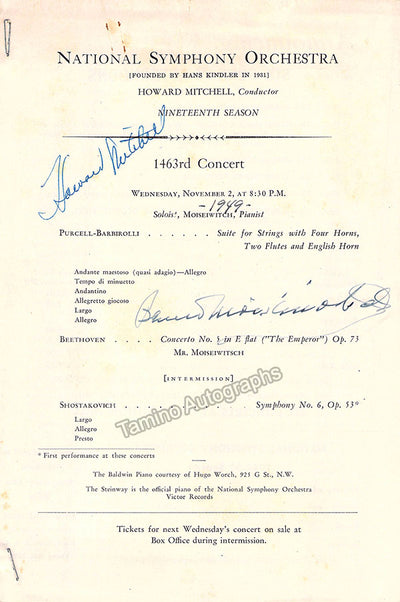 NATIONAL SYMPHONY ORCHESTRA
[FOUNDED BY HANS KINDLER IN 1931]
HOWARD MITCHELL, Conductor
NINETEENTH SEASON
Howard Mitchell
1463rd Concert
WEDNESDAY, NOVEMBER 2, AT 8:30 P.M.
-1949-
Soloist, MOISEIWITCH, Pianist
PURCELL-BARBIROLLI . . . . . Suite for Strings with Four Horns,
Two Flutes and English Horn
Andante maestoso (quasi adagio)—Allegro
Tempo di minuetto
Andantino
Allegretto giocoso
Largo
Allegro
Benno Moiseiwitsch
BEETHOVEN . . . . Concerto No. 5 in E flat ("The Emperor") Op. 73
MR. MOISEIWITSCH
[INTERMISSION]
Tamino Autographs
SHOSTAKOVICH . . . . . . . . Symphony No. 6, Op. 53*
Largo
Allegro
Presto
* First performance at these concerts
The Baldwin Piano courtesy of Hugo Worch, 925 G St., N.W.
The Steinway is the official piano of the National Symphony Orchestra
Victor Records
Tickets for next Wednesday's concert on sale at
Box Office during intermission.